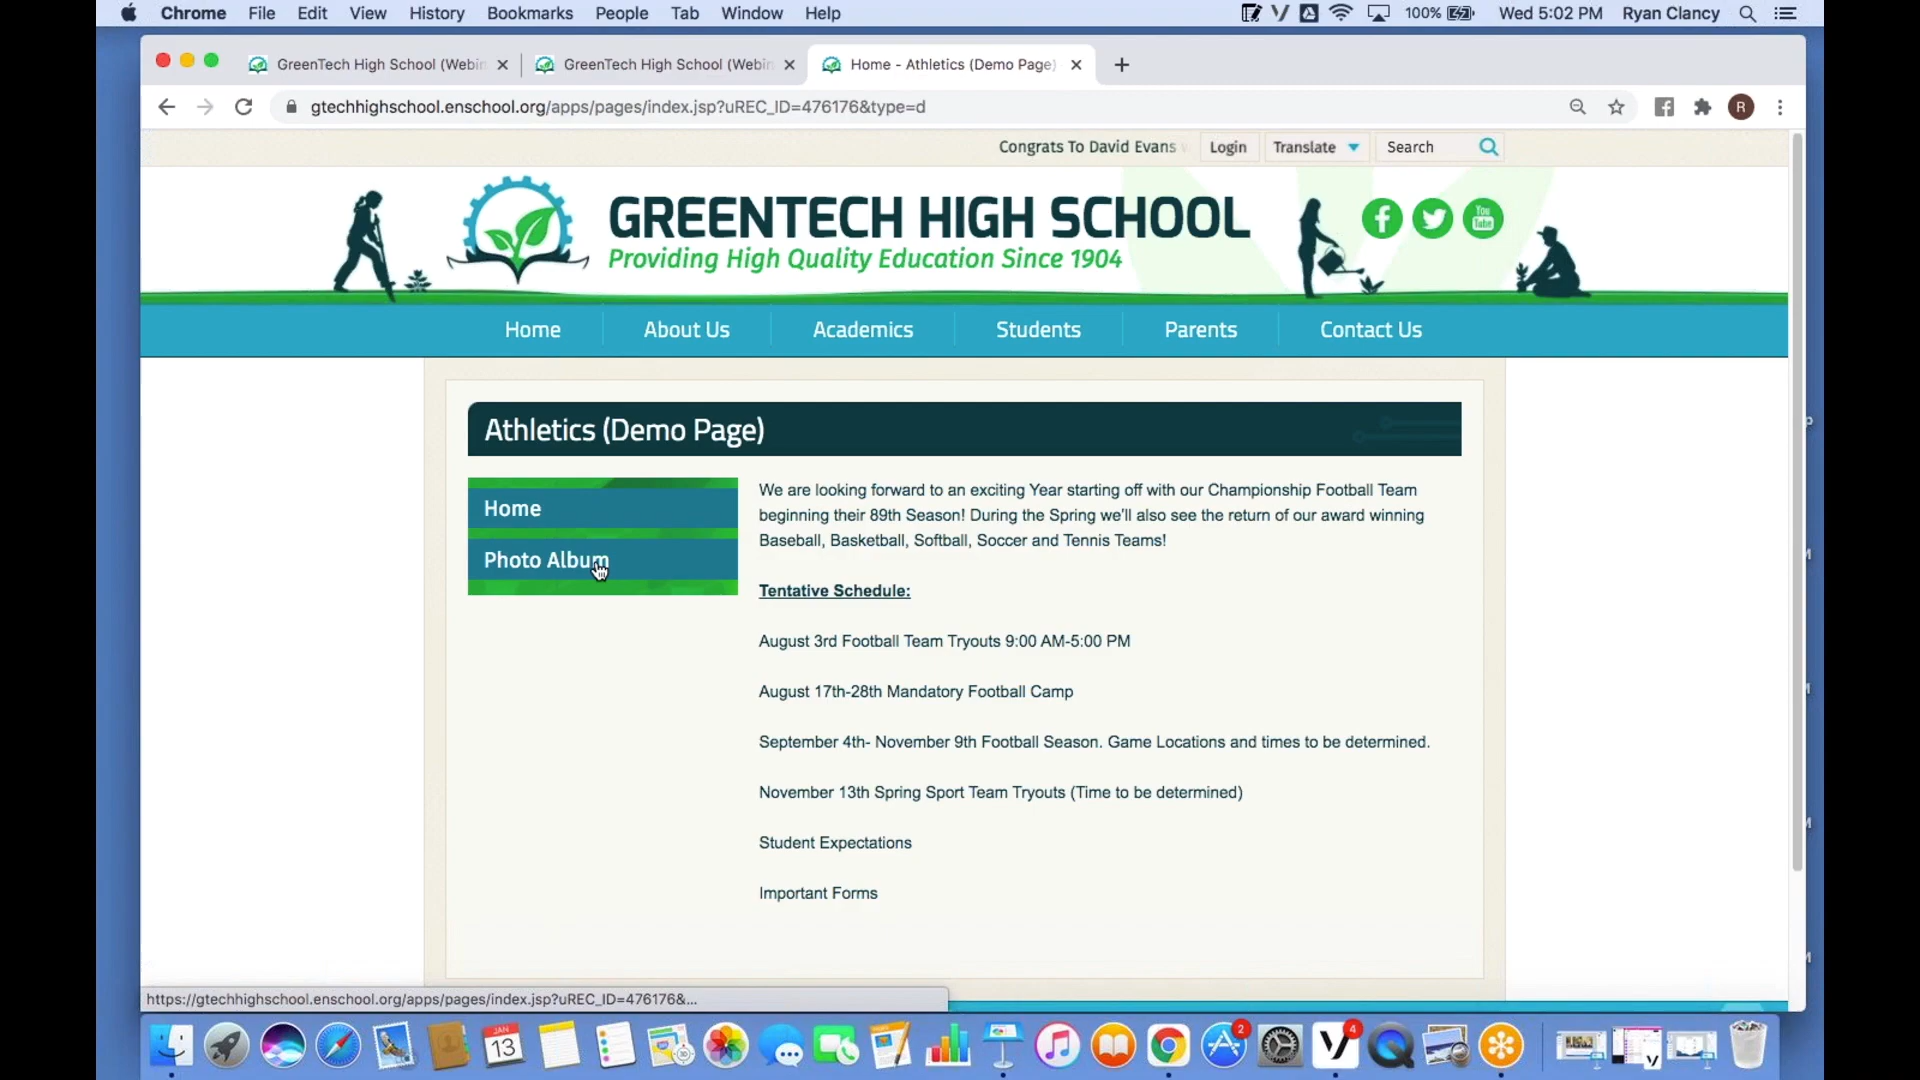 Chrome File Edit View History Bookmarks People Tab Window Help 100% Wed 5:02 PM Ryan Clancy
GreenTech High School (Webin
GreenTech High School (Webin
Home - Athletics (Demo Page)
gtechhighschool.enschool.org/apps/pages/index.jsp?uREC_ID=476176&type=d
R
Congrats To David Evans
Login
Translate
Search
GREENTECH HIGH SCHOOL
Providing High Quality Education Since 1904
You Tube
Home About Us Academics Students Parents Contact Us
Athletics (Demo Page)
Home
Photo Album
We are looking forward to an exciting Year starting off with our Championship Football Team
beginning their 89th Season! During the Spring we'll also see the return of our award winning
Baseball, Basketball, Softball, Soccer and Tennis Teams!
Tentative Schedule:
August 3rd Football Team Tryouts 9:00 AM-5:00 PM
August 17th-28th Mandatory Football Camp
September 4th- November 9th Football Season. Game Locations and times to be determined.
November 13th Spring Sport Team Tryouts (Time to be determined)
Student Expectations
Important Forms
https://gtechhighschool.enschool.org/apps/pages/index.jsp?uREC_ID=476176&...
JAN
13
2
4